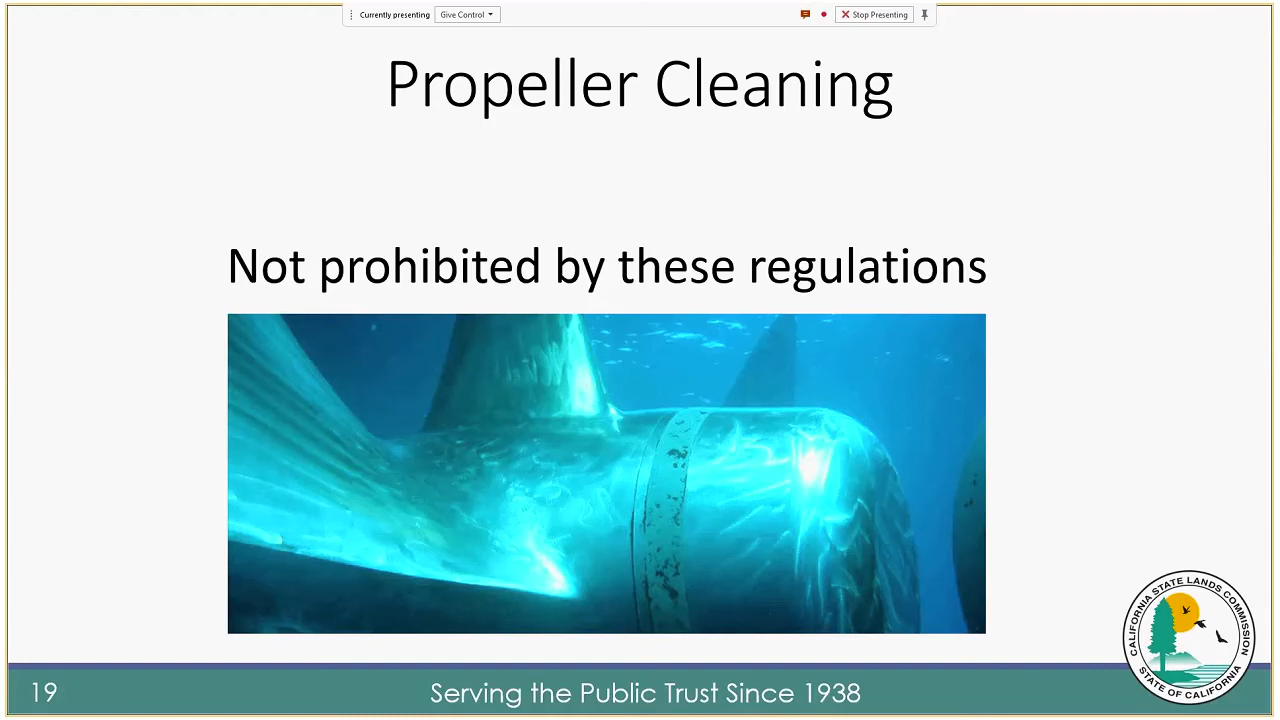 Currently presenting Give Control Stop Presenting
Propeller Cleaning
Not prohibited by these regulations
CALIFORNIA STATE LANDS COMMISSION
STATE OF CALIFORNIA
19 Serving the Public Trust Since 1938